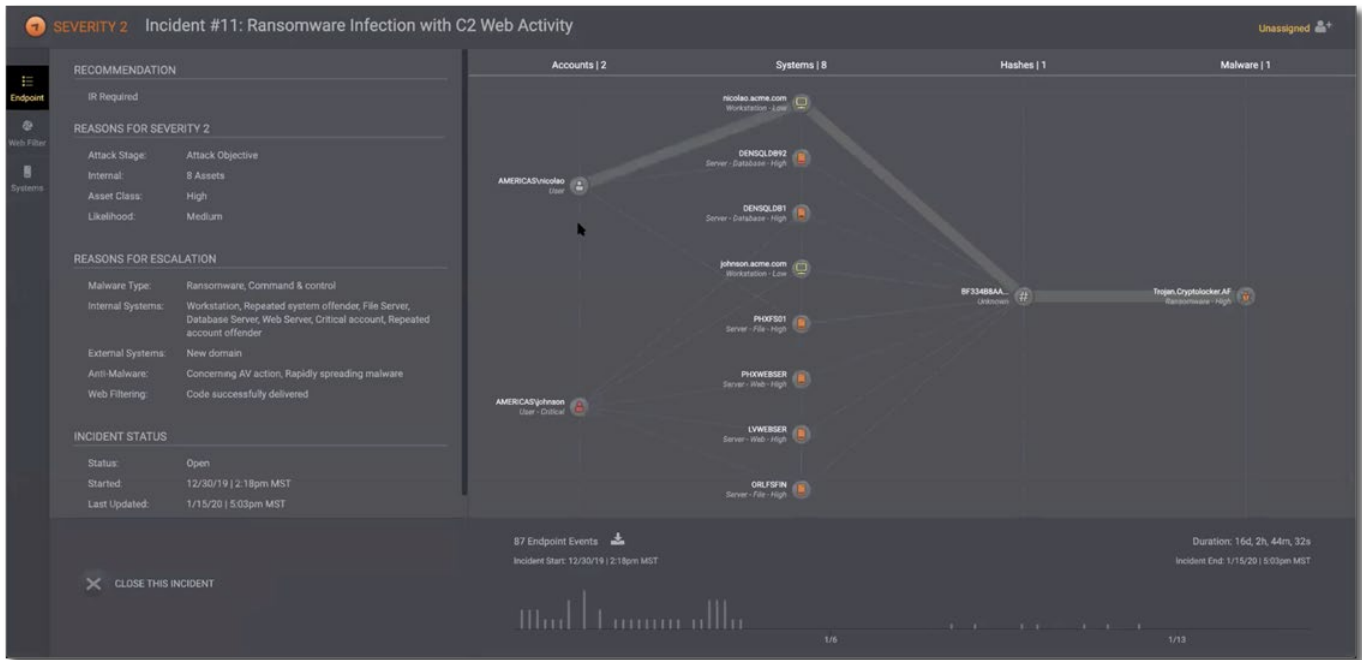 SEVERITY 2 Incident #11: Ransomware Infection with C2 Web Activity
Unassigned
Endpoint
Web Filter
Systems
RECOMMENDATION
IR Required
REASONS FOR SEVERITY 2
Attack Stage: Attack Objective
Internal: 8 Assets
Asset Class: High
Likelihood: Medium
REASONS FOR ESCALATION
Malware Type: Ransomware, Command & control
Internal Systems: Workstation, Repeated system offender, File Server,
Database Server, Web Server, Critical account, Repeated
account offender
External Systems: New domain
Anti-Malware: Concerning AV action, Rapidly spreading malware
Web Filtering: Code successfully delivered
INCIDENT STATUS
Status: Open
Started: 12/30/19 | 2:18pm MST
Last Updated: 1/15/20 | 5:03pm MST
CLOSE THIS INCIDENT
Accounts | 2 Systems | 8 Hashes | 1 Malware | 1
AMERICAS\nicolao
User
AMERICAS\johnson
User - Critical
nicolao.acme.com
Workstation - Low
DENSQLDB92
Server - Database - High
DENSQLDB1
Server - Database - High
johnson.acme.com
Workstation - Low
PHXFS01
Server - File - High
PHXWEBSER
Server - Web - High
LVWEBSER
Server - Web - High
ORLFSFIN
Server - File - High
BF334B8AA...
Unknown
#
Trojan.Cryptolocker.AF
Ransomware - High
87 Endpoint Events
Incident Start: 12/30/19 | 2:18pm MST
Duration: 16d, 2h, 44m, 32s
Incident End: 1/15/20 | 5:03pm MST
1/6 1/13